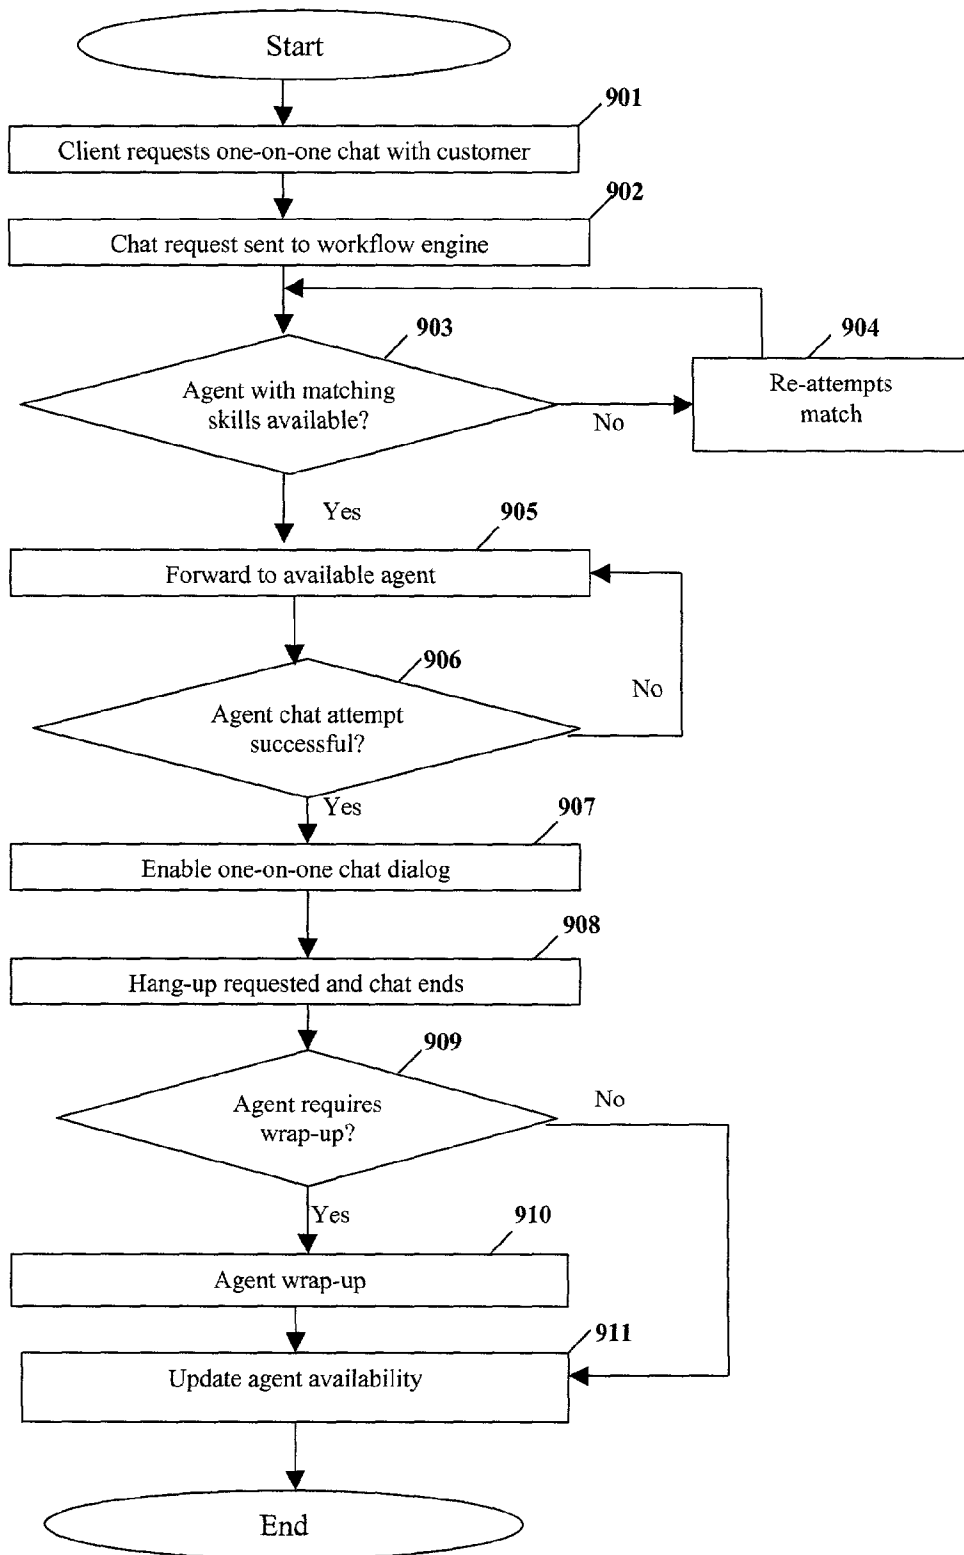 Start
901
Client requests one-on-one chat with customer
902
Chat request sent to workflow engine
903
Agent with matching
skills available?
904
Re-attempts
match
No
Yes
905
Forward to available agent
906
Agent chat attempt
successful?
No
Yes
907
Enable one-on-one chat dialog
908
Hang-up requested and chat ends
909
Agent requires
wrap-up?
No
Yes
910
Agent wrap-up
911
Update agent availability
End